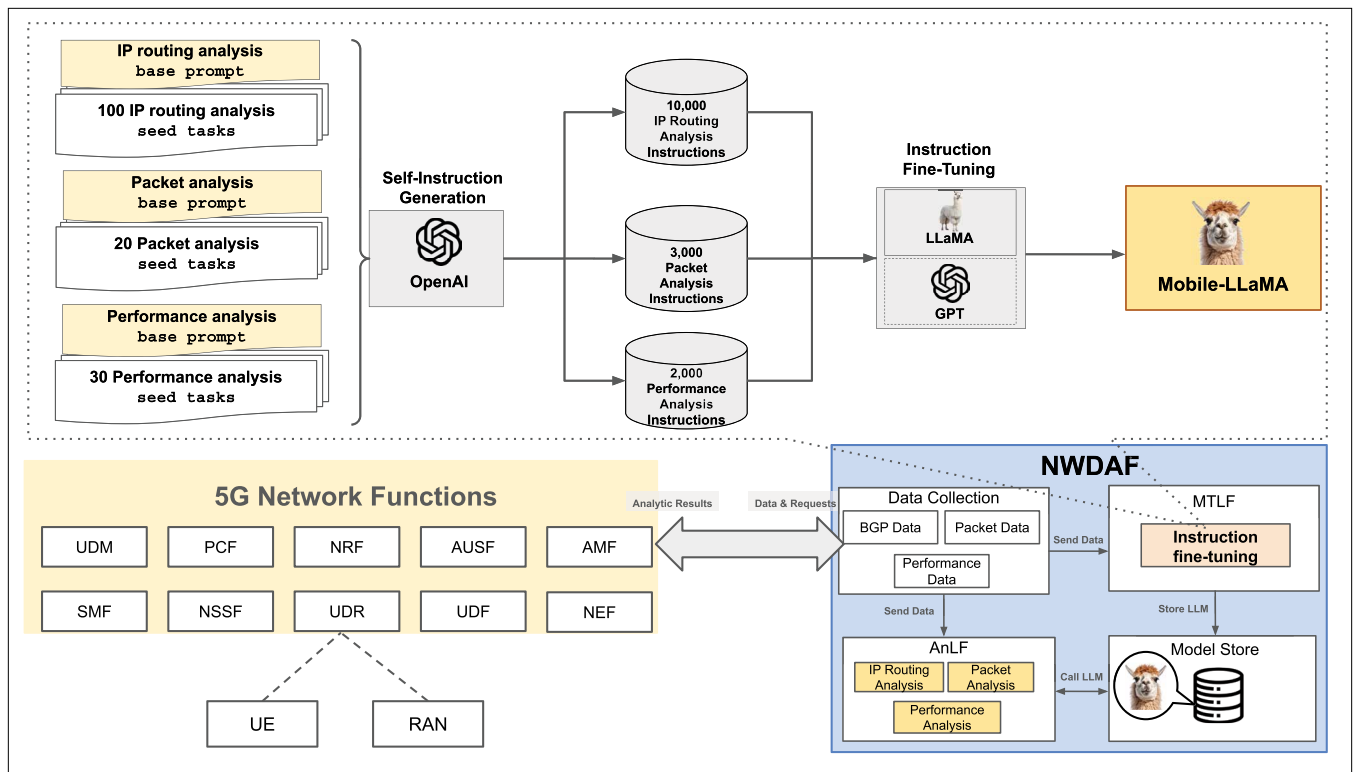 IP routing analysis
base prompt
100 IP routing analysis
seed tasks
Packet analysis
base prompt
20 Packet analysis
seed tasks
Performance analysis
base prompt
30 Performance analysis
seed tasks
Self-Instruction
Generation
OpenAI
10,000
IP Routing
Analysis
Instructions
3,000
Packet
Analysis
Instructions
2,000
Performance
Analysis
Instructions
Instruction
Fine-Tuning
LLaMA
GPT
Mobile-LLaMA
5G Network Functions
UDM
PCF
NRF
AUSF
AMF
SMF
NSSF
UDR
UDF
NEF
UE
RAN
Analytic Results
Data & Requests
NWDAF
Data Collection
BGP Data
Packet Data
Performance
Data
Send Data
MTLF
Instruction
fine-tuning
Send Data
Store LLM
AnLF
IP Routing
Analysis
Packet
Analysis
Performance
Analysis
Call LLM
Model Store